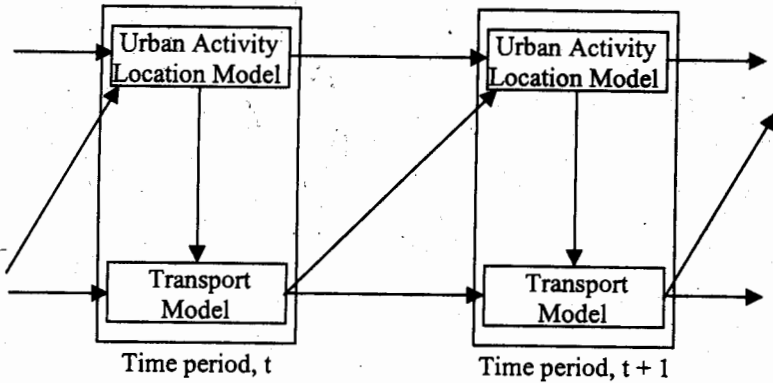 Urban Activity
Location Model
Urban Activity
Location Model
Transport
Model
Transport
Model
Time period, t
Time period, t + 1